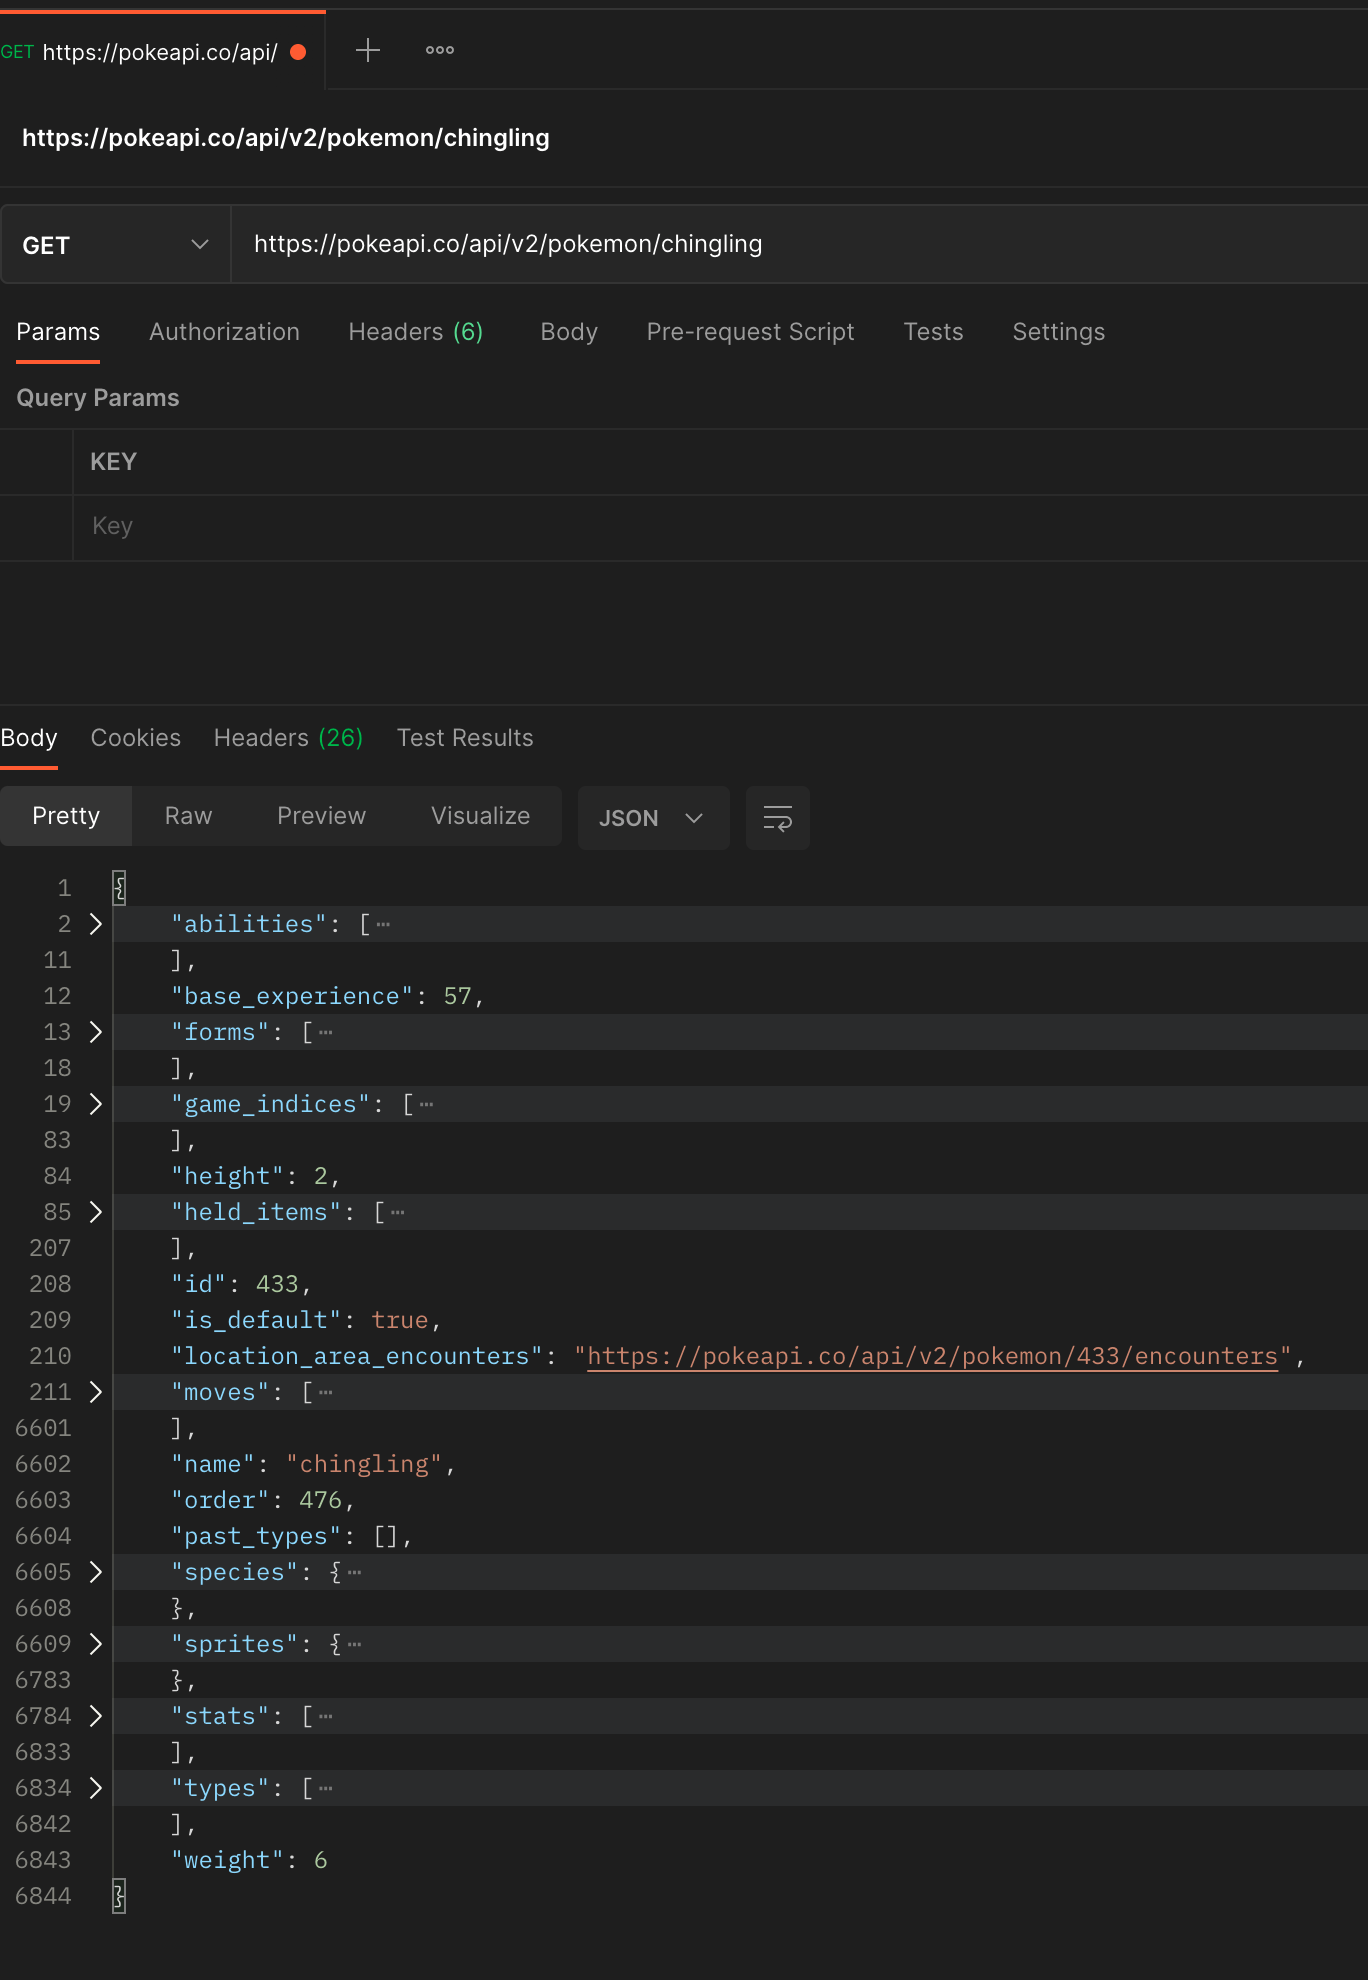 GET https://pokeapi.co/api/
https://pokeapi.co/api/v2/pokemon/chingling
GET https://pokeapi.co/api/v2/pokemon/chingling
Params Authorization Headers (6) Body Pre-request Script Tests Settings
Query Params
KEY
Key
Body Cookies Headers (26) Test Results
Pretty Raw Preview Visualize JSON
1 {
2 "abilities": [⋯
11 ],
12 "base_experience": 57,
13 "forms": [⋯
18 ],
19 "game_indices": [⋯
83 ],
84 "height": 2,
85 "held_items": [⋯
207 ],
208 "id": 433,
209 "is_default": true,
210 "location_area_encounters": "https://pokeapi.co/api/v2/pokemon/433/encounters",
211 "moves": [⋯
6601 ],
6602 "name": "chingling",
6603 "order": 476,
6604 "past_types": [],
6605 "species": {⋯
6608 },
6609 "sprites": {⋯
6783 },
6784 "stats": [⋯
6833 ],
6834 "types": [⋯
6842 ],
6843 "weight": 6
6844 }